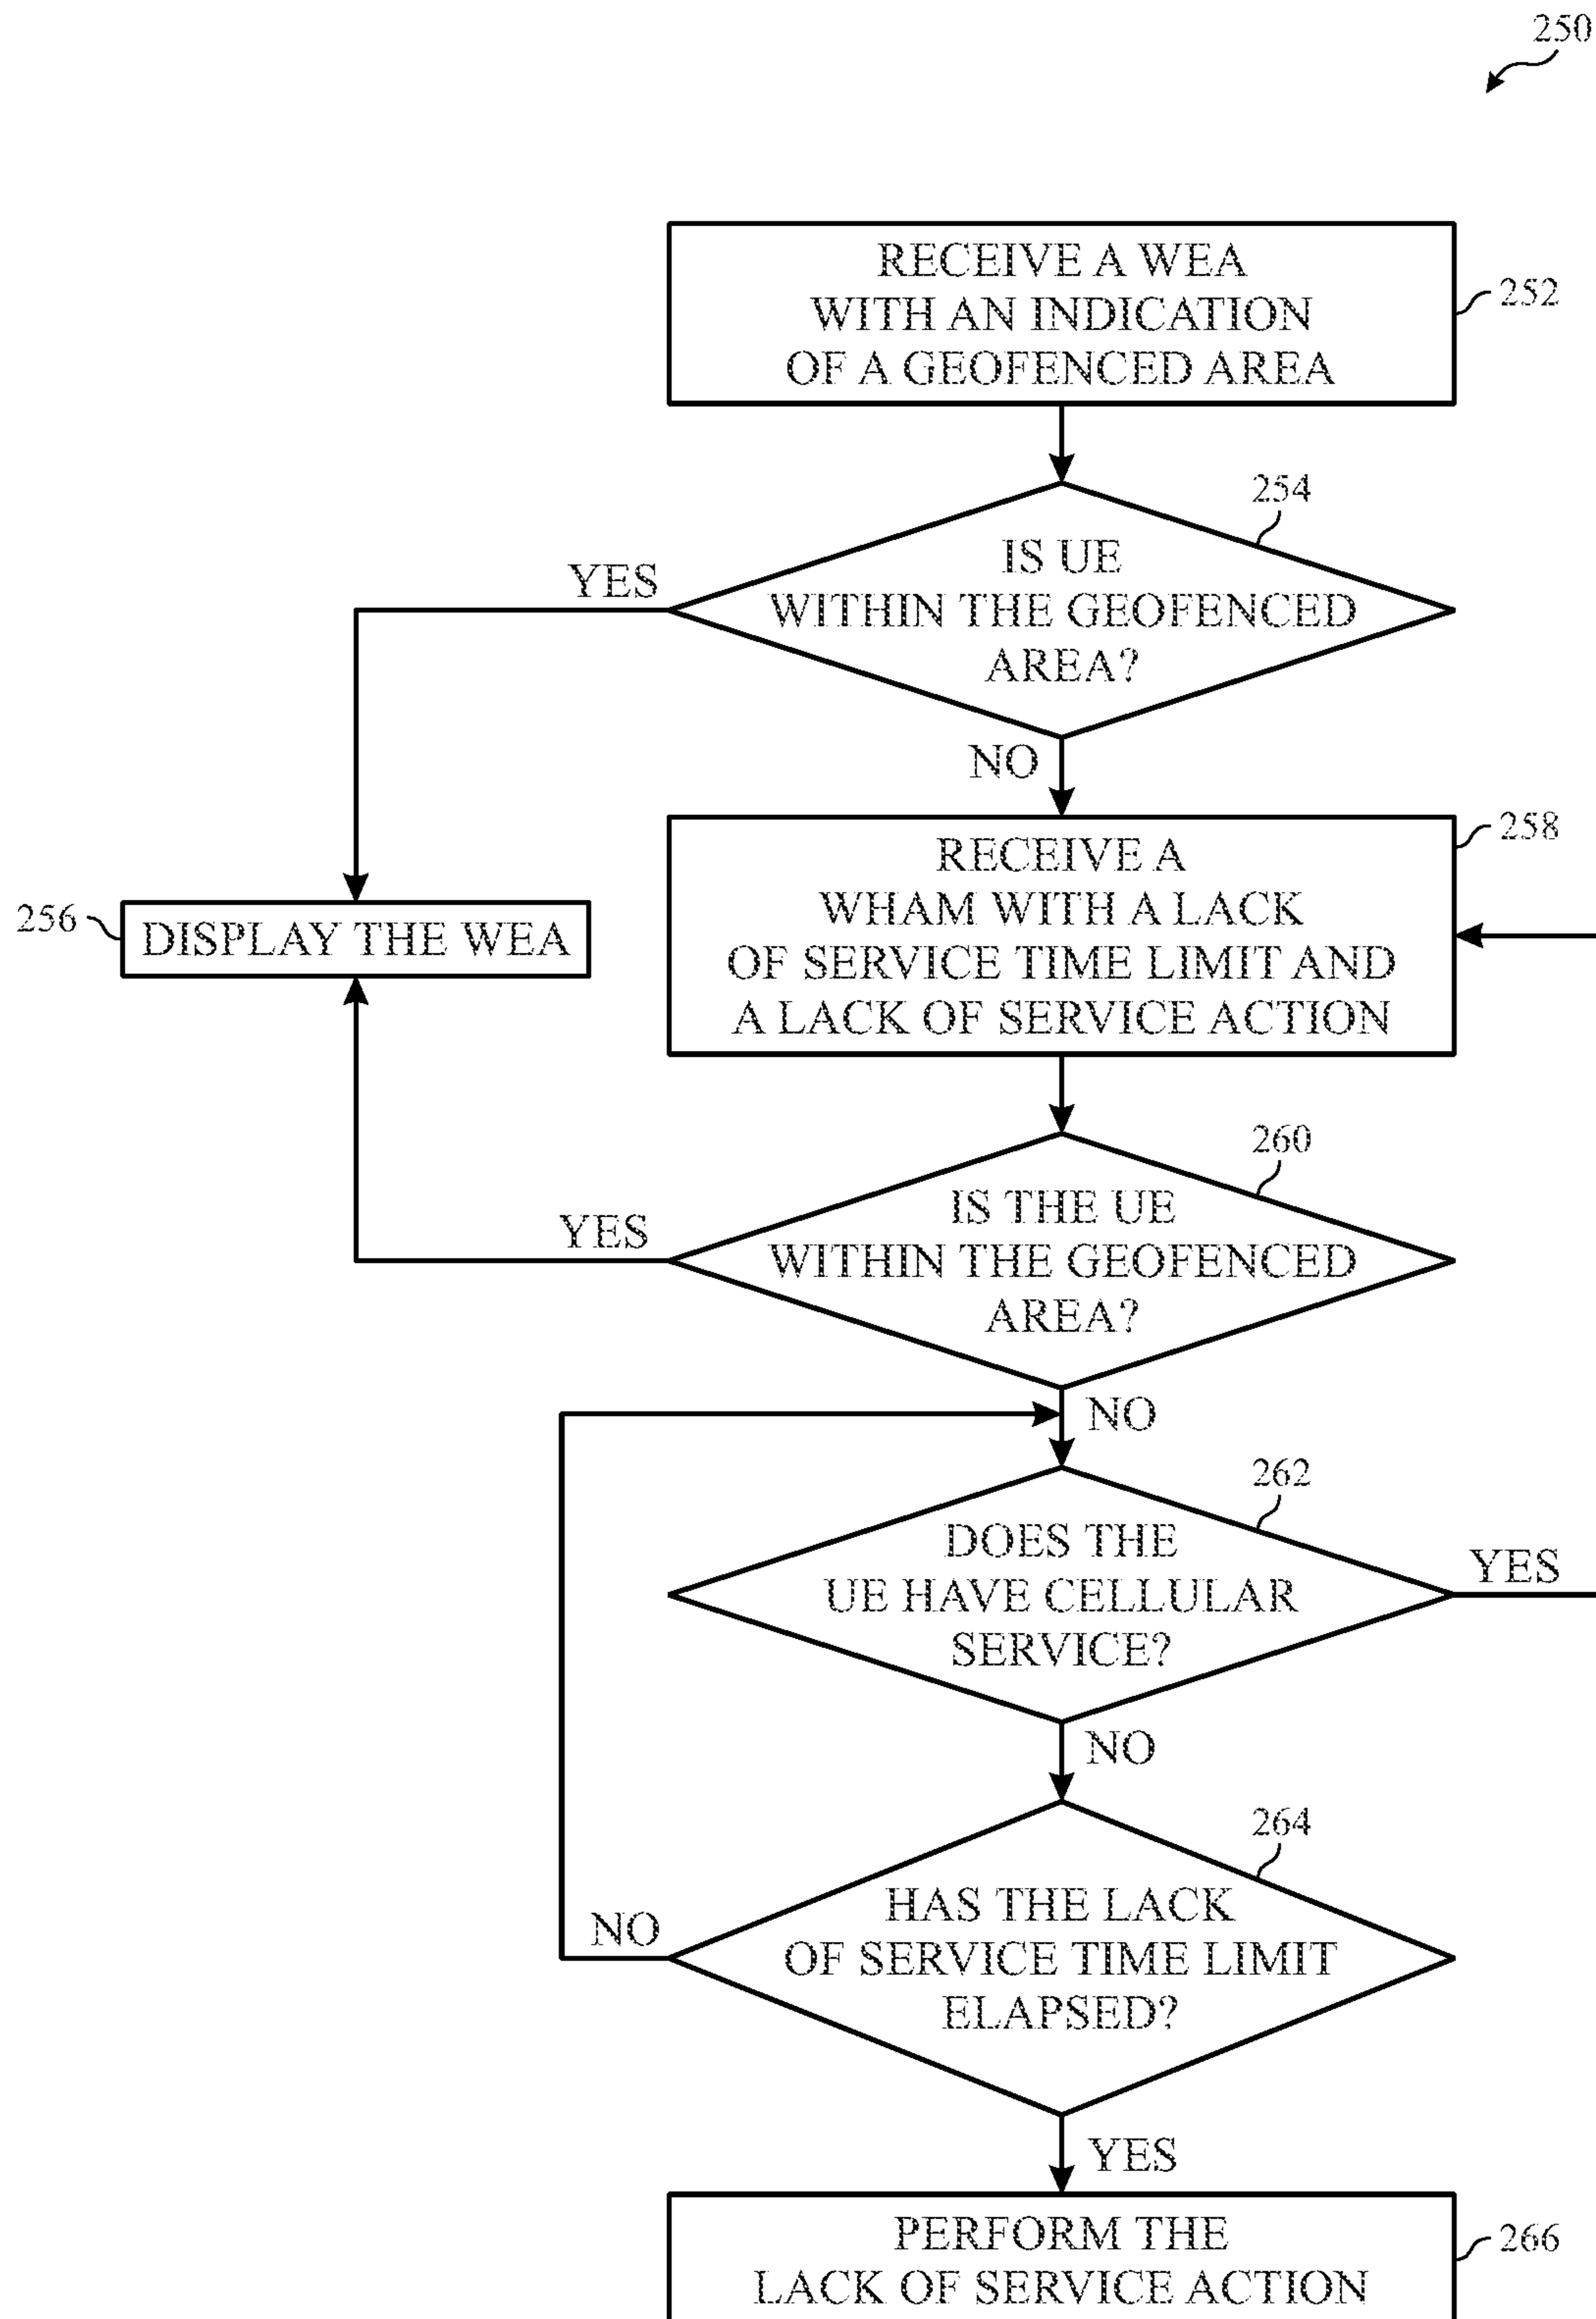 250
RECEIVE A WEA
WITH AN INDICATION
OF A GEOFENCED AREA
252
254
IS UE
WITHIN THE GEOFENCED
AREA?
YES
NO
258
RECEIVE A
WHAM WITH A LACK
OF SERVICE TIME LIMIT AND
A LACK OF SERVICE ACTION
256
DISPLAY THE WEA
260
IS THE UE
WITHIN THE GEOFENCED
AREA?
YES
NO
262
DOES THE
UE HAVE CELLULAR
SERVICE?
YES
NO
264
HAS THE LACK
OF SERVICE TIME LIMIT
ELAPSED?
NO
YES
PERFORM THE
LACK OF SERVICE ACTION
266